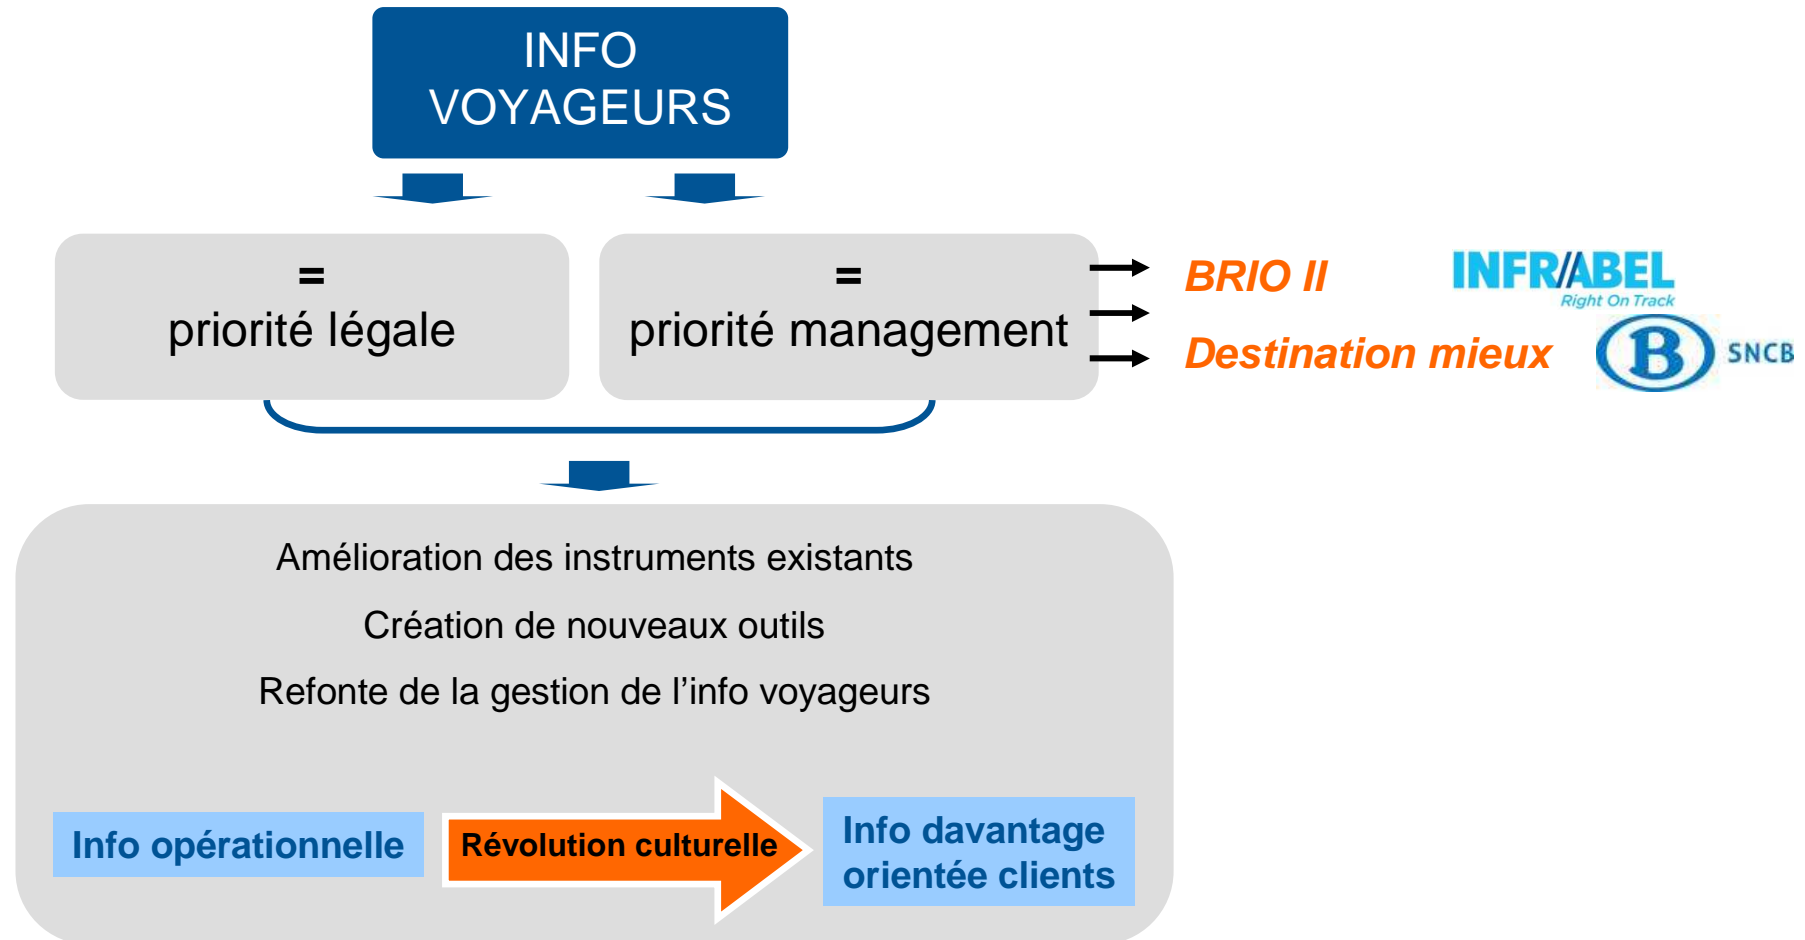 INFO
VOYAGEURS
=
priorité légale
=
priorité management
BRIO II
INFRABEL
Right On Track
Destination mieux
B SNCB
Amélioration des instruments existants
Création de nouveaux outils
Refonte de la gestion de l’info voyageurs
Info opérationnelle
Révolution culturelle
Info davantage
orientée clients